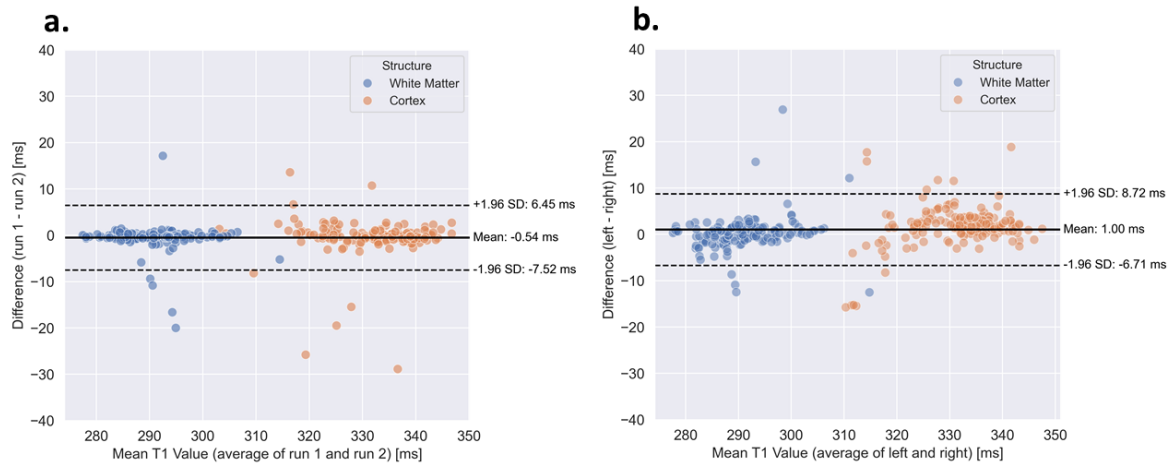 a.
40
30
20
10
0
−10
−20
−30
−40
280 290 300 310 320 330 340 350
Difference (run 1 - run 2) [ms]
Mean T1 Value (average of run 1 and run 2) [ms]
Structure
White Matter
Cortex
+1.96 SD: 6.45 ms
Mean: -0.54 ms
-1.96 SD: -7.52 ms
b.
40
30
20
10
0
−10
−20
−30
−40
280 290 300 310 320 330 340 350
Difference (left - right) [ms]
Mean T1 Value (average of left and right) [ms]
Structure
White Matter
Cortex
+1.96 SD: 8.72 ms
Mean: 1.00 ms
-1.96 SD: -6.71 ms